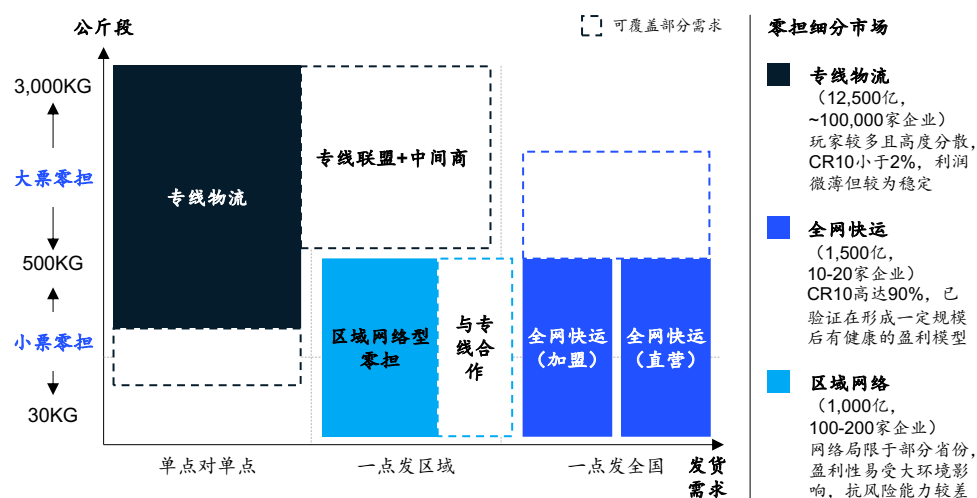 公斤段
可覆盖部分需求
3,000KG
大票零担
500KG
小票零担
30KG
专线物流
专线联盟+中间商
区域网络型
零担
与专
线合
作
全网快运
(加盟)
全网快运
(直营)
单点对单点
一点发区域
一点发全国
发货
需求
零担细分市场
专线物流
（12,500亿，
~100,000家企业）
玩家较多且高度分散，
CR10小于2%，利润
微薄但较为稳定
全网快运
（1,500亿，
10-20家企业）
CR10高达90%，已
验证在形成一定规模
后有健康的盈利模型
区域网络
（1,000亿，
100-200家企业）
网络局限于部分省份，
盈利性易受大环境影
响，抗风险能力较差